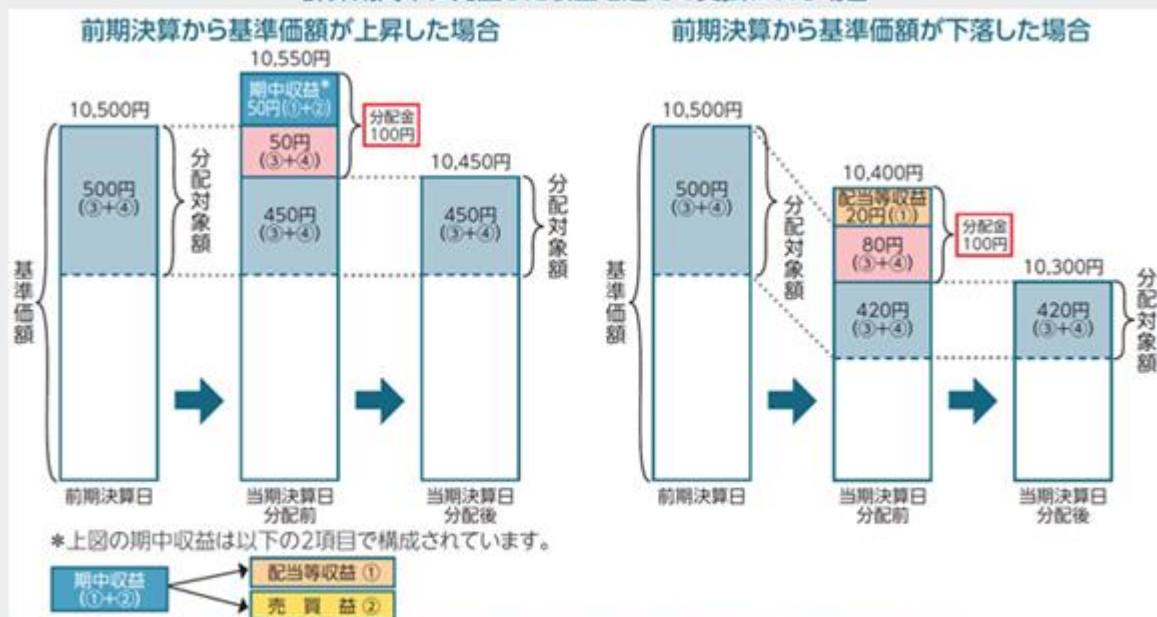 前期決算から基準価額が上昇した場合
10,500円
500円
(③+④)
分配対象額
基準価額
前期決算日
10,550円
期中収益*
50円(①+②)
50円
(③+④)
450円
(③+④)
分配金
100円
当期決算日
分配前
10,450円
450円
(③+④)
分配対象額
当期決算日
分配後
前期決算から基準価額が下落した場合
10,500円
500円
(③+④)
分配対象額
基準価額
前期決算日
10,400円
配当等収益
20円(①)
80円
(③+④)
420円
(③+④)
分配金
100円
当期決算日
分配前
10,300円
420円
(③+④)
分配対象額
当期決算日
分配後
*上図の期中収益は以下の2項目で構成されています。
期中収益
(①+②)
配当等収益 ①
売 買 益 ②